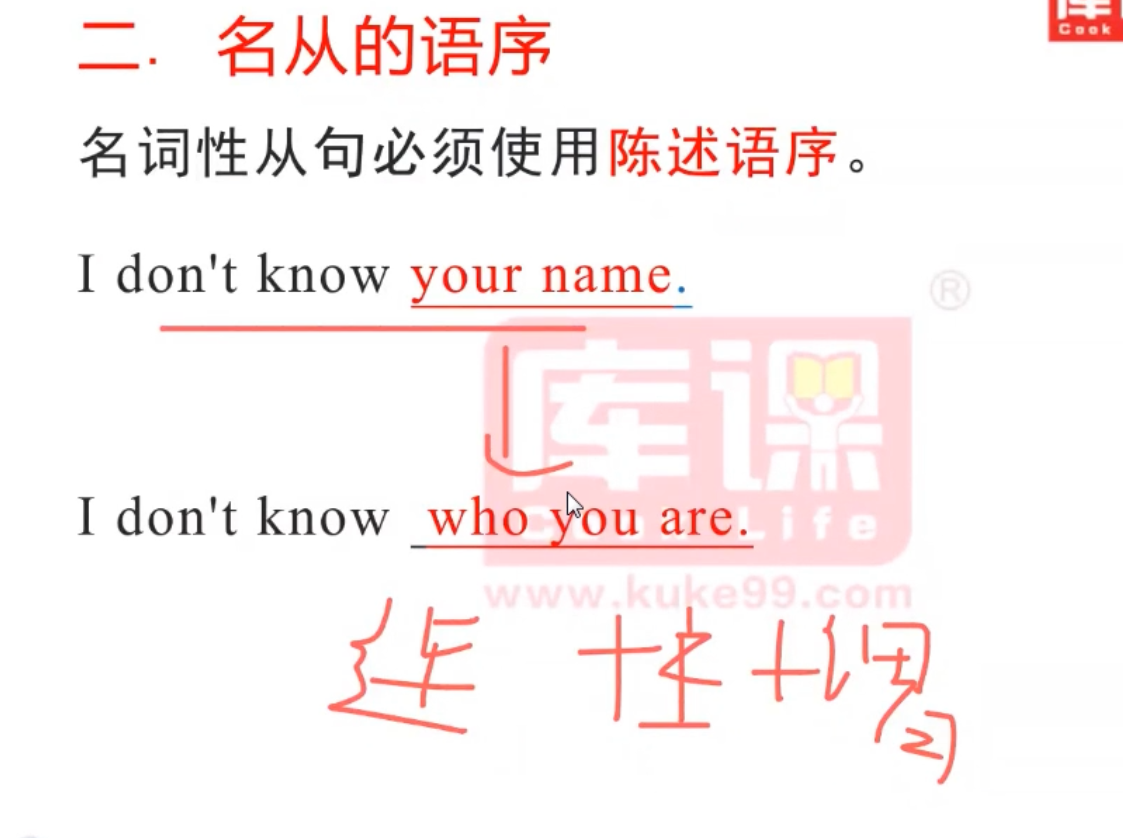 库
Cook
二. 名从的语序
名词性从句必须使用陈述语序。
I don't know your name.
®
库课
I don't know _who you are.
Cook Life
www.kuke99.com
连 + 主 + 谓